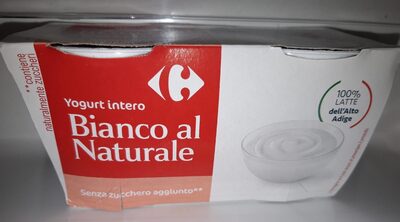 **contiene
naturalmente zuccheri
Yogurt intero
Bianco al
Naturale
Senza zucchero aggiunto**
100%
LATTE
dell'Alto
Adige